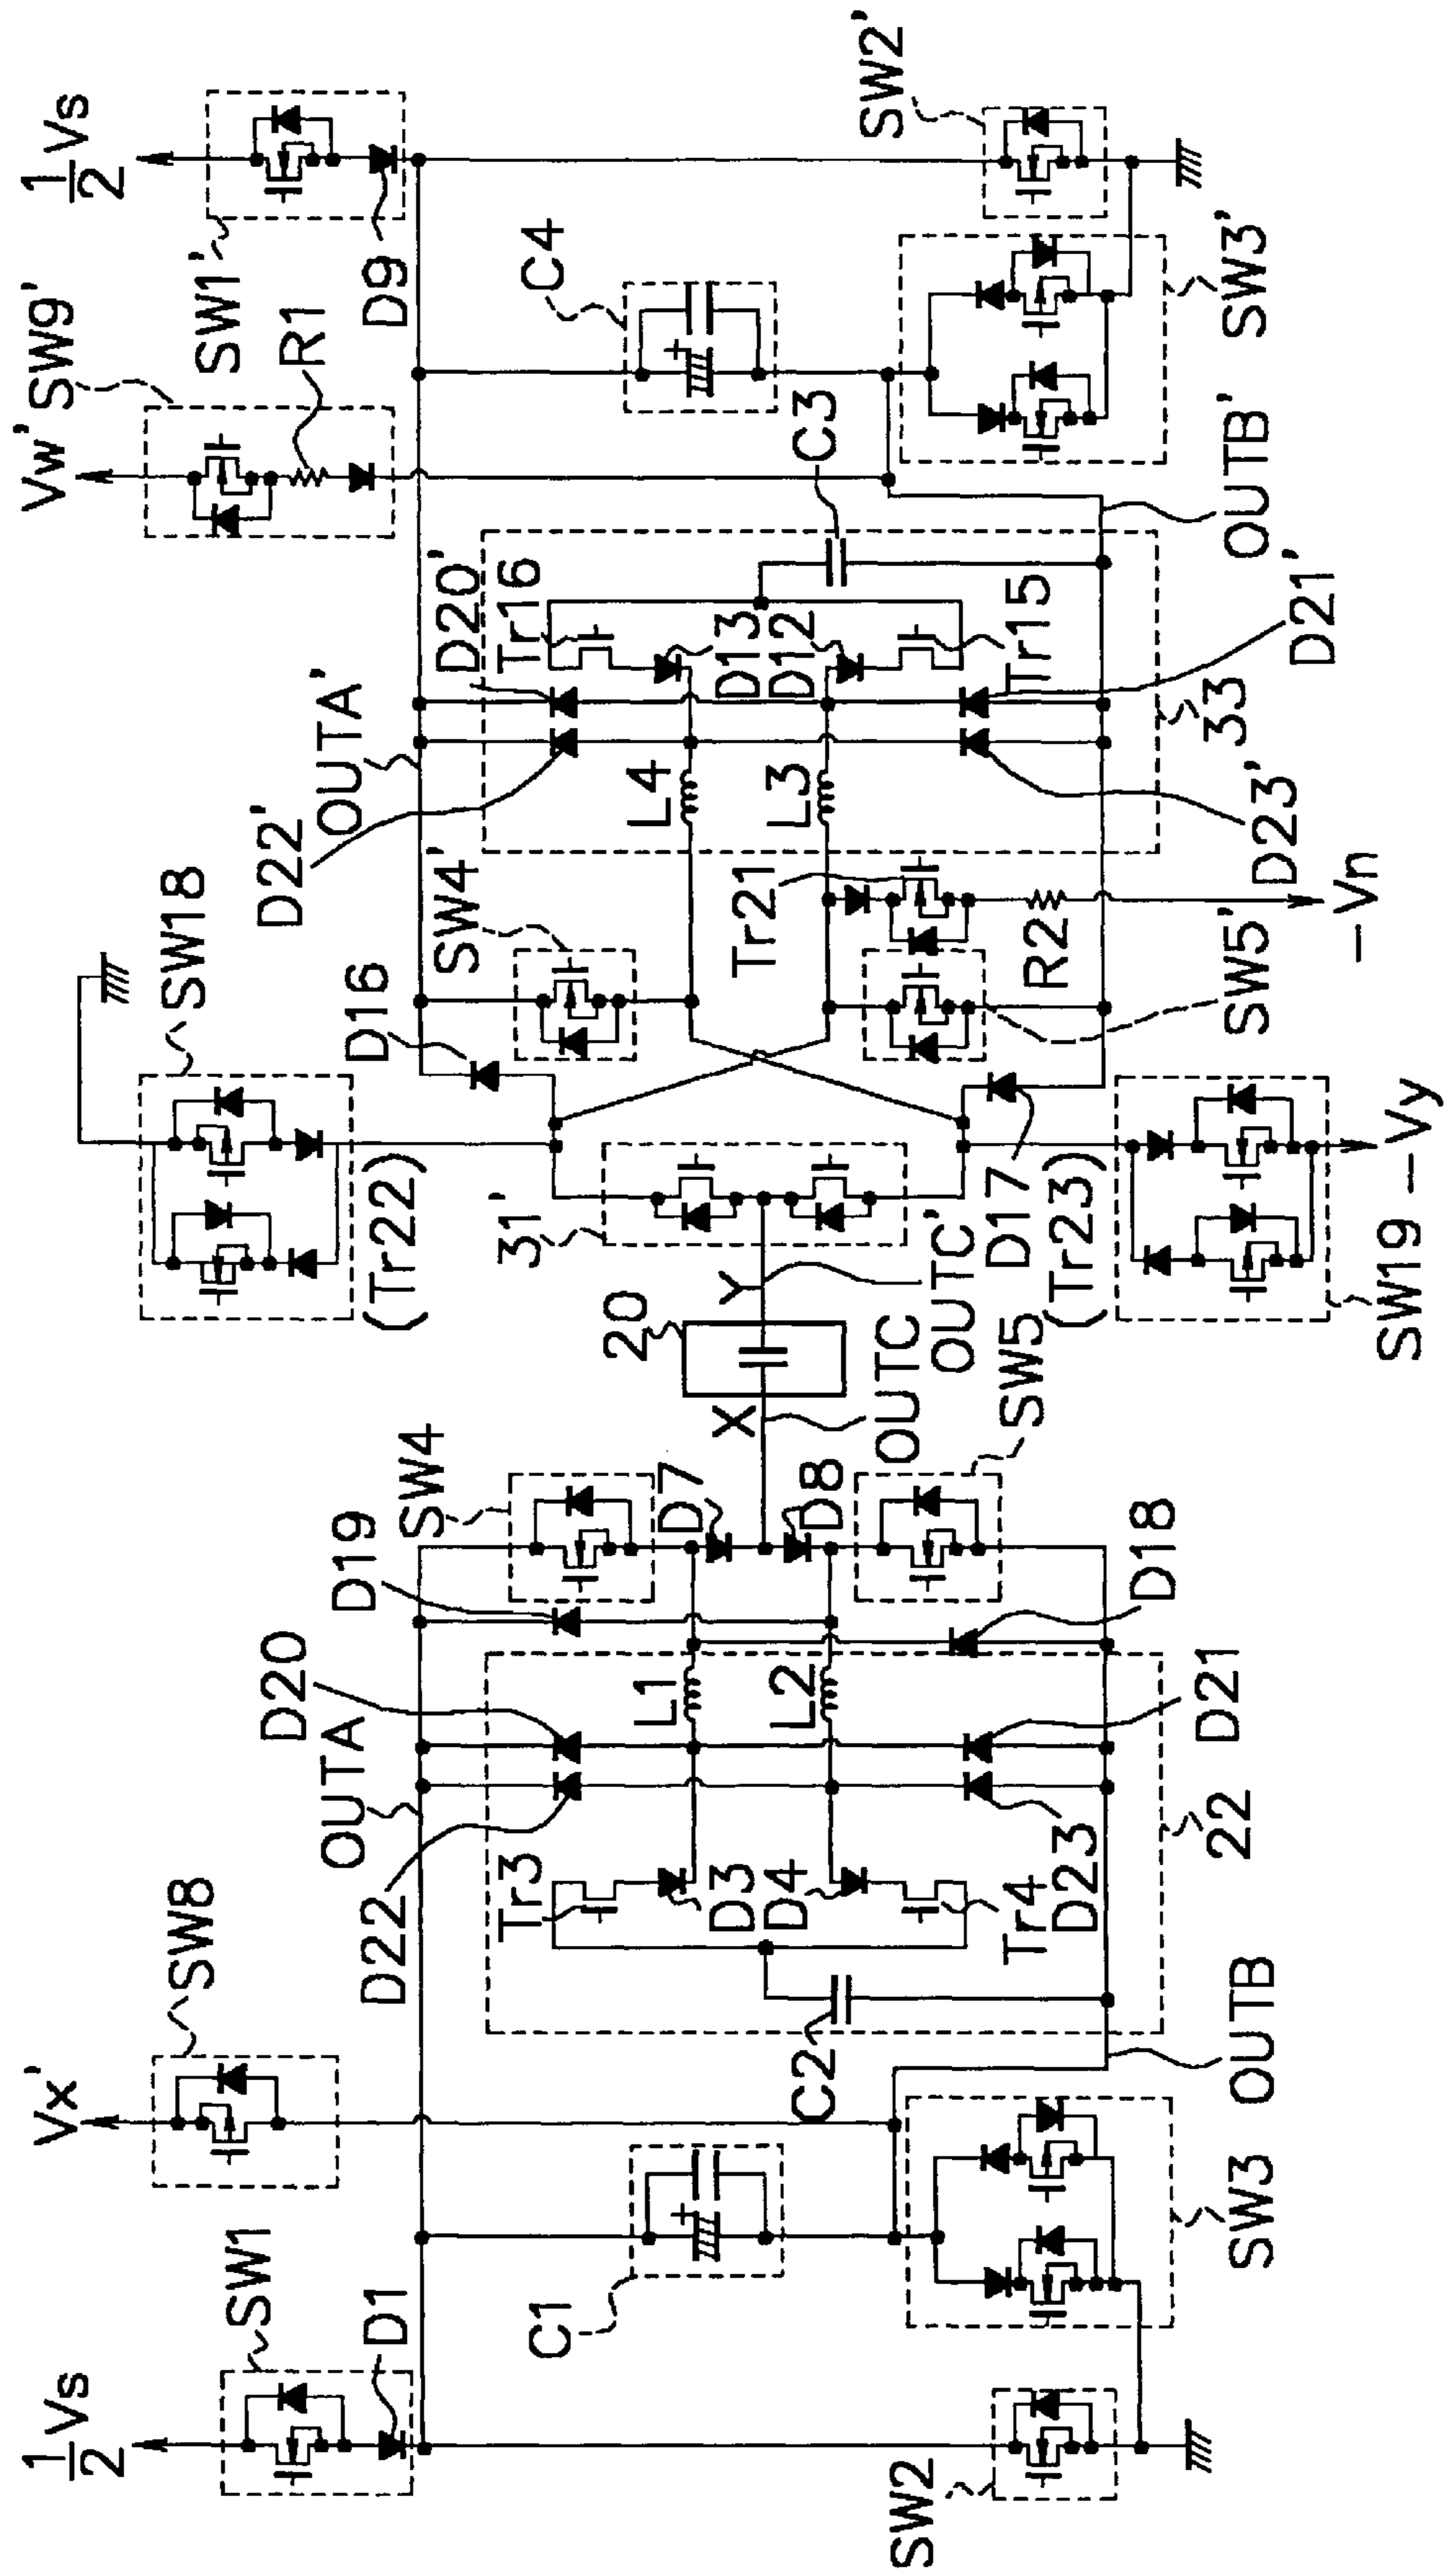 1/2 Vs
SW1
D1
SW2
Vx'
SW8
C1
SW3
OUTB
OUTA
D22
D20
D19
Tr3
D3
D4
Tr4
D23
C2
22
D21
L1
L2
D18
SW4
D7
D8
SW5
X
OUTC
20
Y
OUTC'
31'
(Tr22)
SW18
(Tr23)
SW19
-Vy
D17
D16
SW4'
SW5'
Tr21
R2
-Vn
D22'
OUTA'
D20'
L4
L3
D23'
33
D21'
Tr16
D13
D12
Tr15
C3
OUTB'
Vw'
SW9'
R1
C4
SW3'
1/2 Vs
SW1'
D9
SW2'